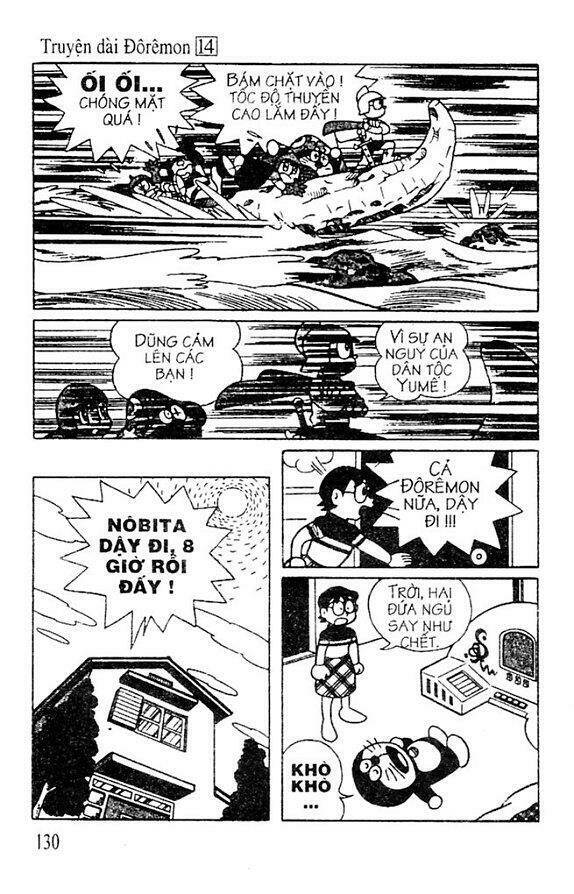 Truyện dài Đôrêmon 14
ỐI ỐI...
CHÓNG MẶT
QUÁ !
BÁM CHẶT VÀO !
TỐC ĐỘ THUYỀN
CAO LẮM ĐẤY !
DŨNG CẢM
LÊN CÁC
BẠN !
VÌ SỰ AN
NGUY CỦA
DÂN TỘC
YUMÊ !
NÔBITA
DẬY ĐI, 8
GIỜ RỒI
ĐẤY !
CẢ
ĐÔRÊMON
NỮA, DẬY
ĐI !!!
TRỜI, HAI
ĐỨA NGỦ
SAY NHƯ
CHẾT.
KHÒ
KHÒ
...
130